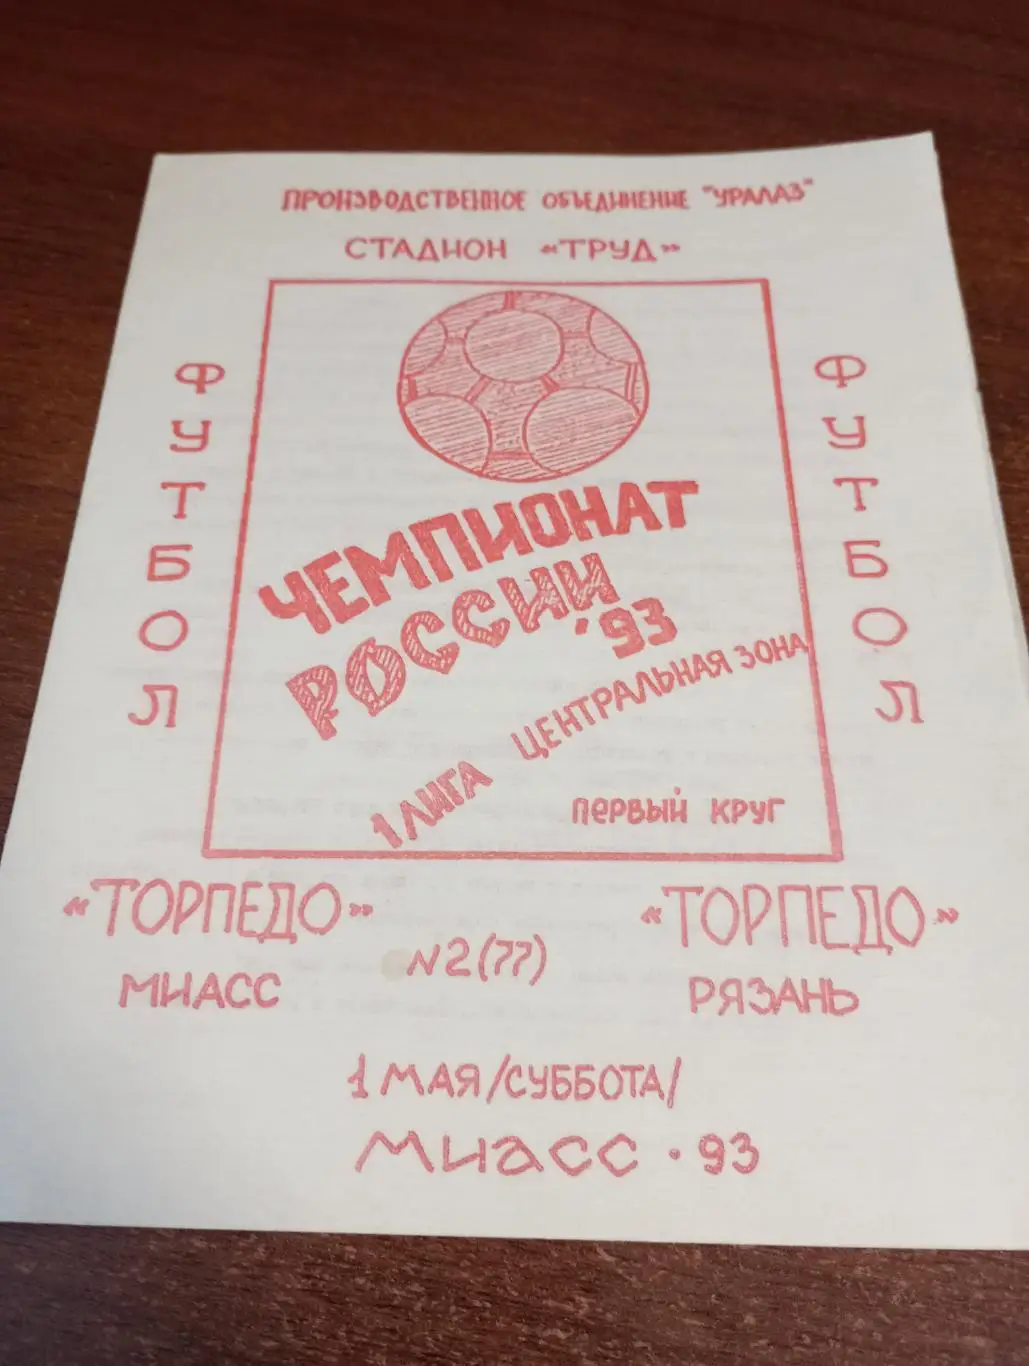 ПРОИЗВОДСТВЕННОЕ ОБЪЕДИНЕНИЕ "УРАЛАЗ"
СТАДИОН «ТРУД»
ФУТБОЛ
ФУТБОЛ
ЧЕМПИОНАТ
РОССИИ
'93
1 ЛИГА ЦЕНТРАЛЬНАЯ ЗОНА
ПЕРВЫЙ КРУГ
«ТОРПЕДО»
МИАСС
N2(77)
«ТОРПЕДО»
РЯЗАНЬ
1 МАЯ/СУББОТА/
МИАСС • 93